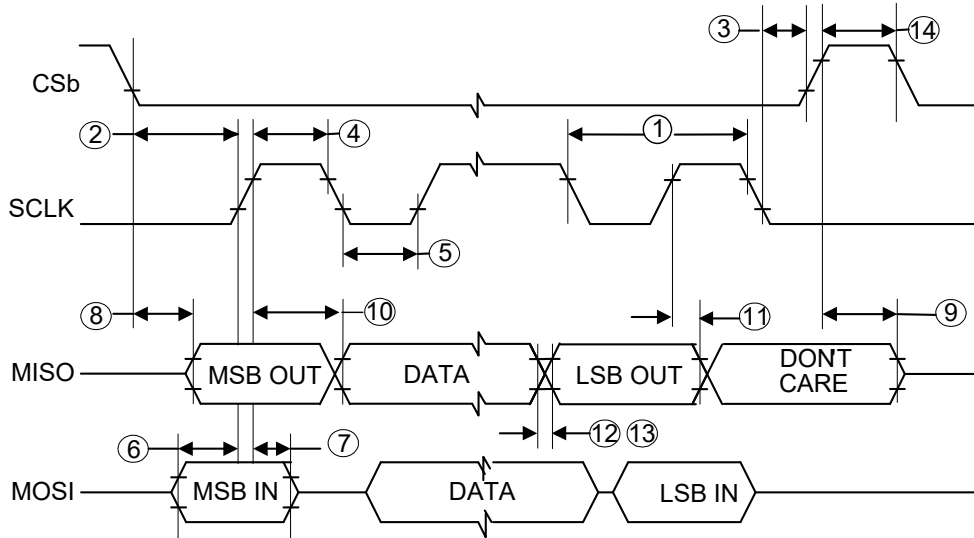 ③ ⑭
CSb
② ④ ①
SCLK
⑤
⑧ ⑩ ⑪ ⑨
MISO MSB OUT DATA LSB OUT DON'T
CARE
⑥ ⑦ ⑫ ⑬
MOSI MSB IN DATA LSB IN